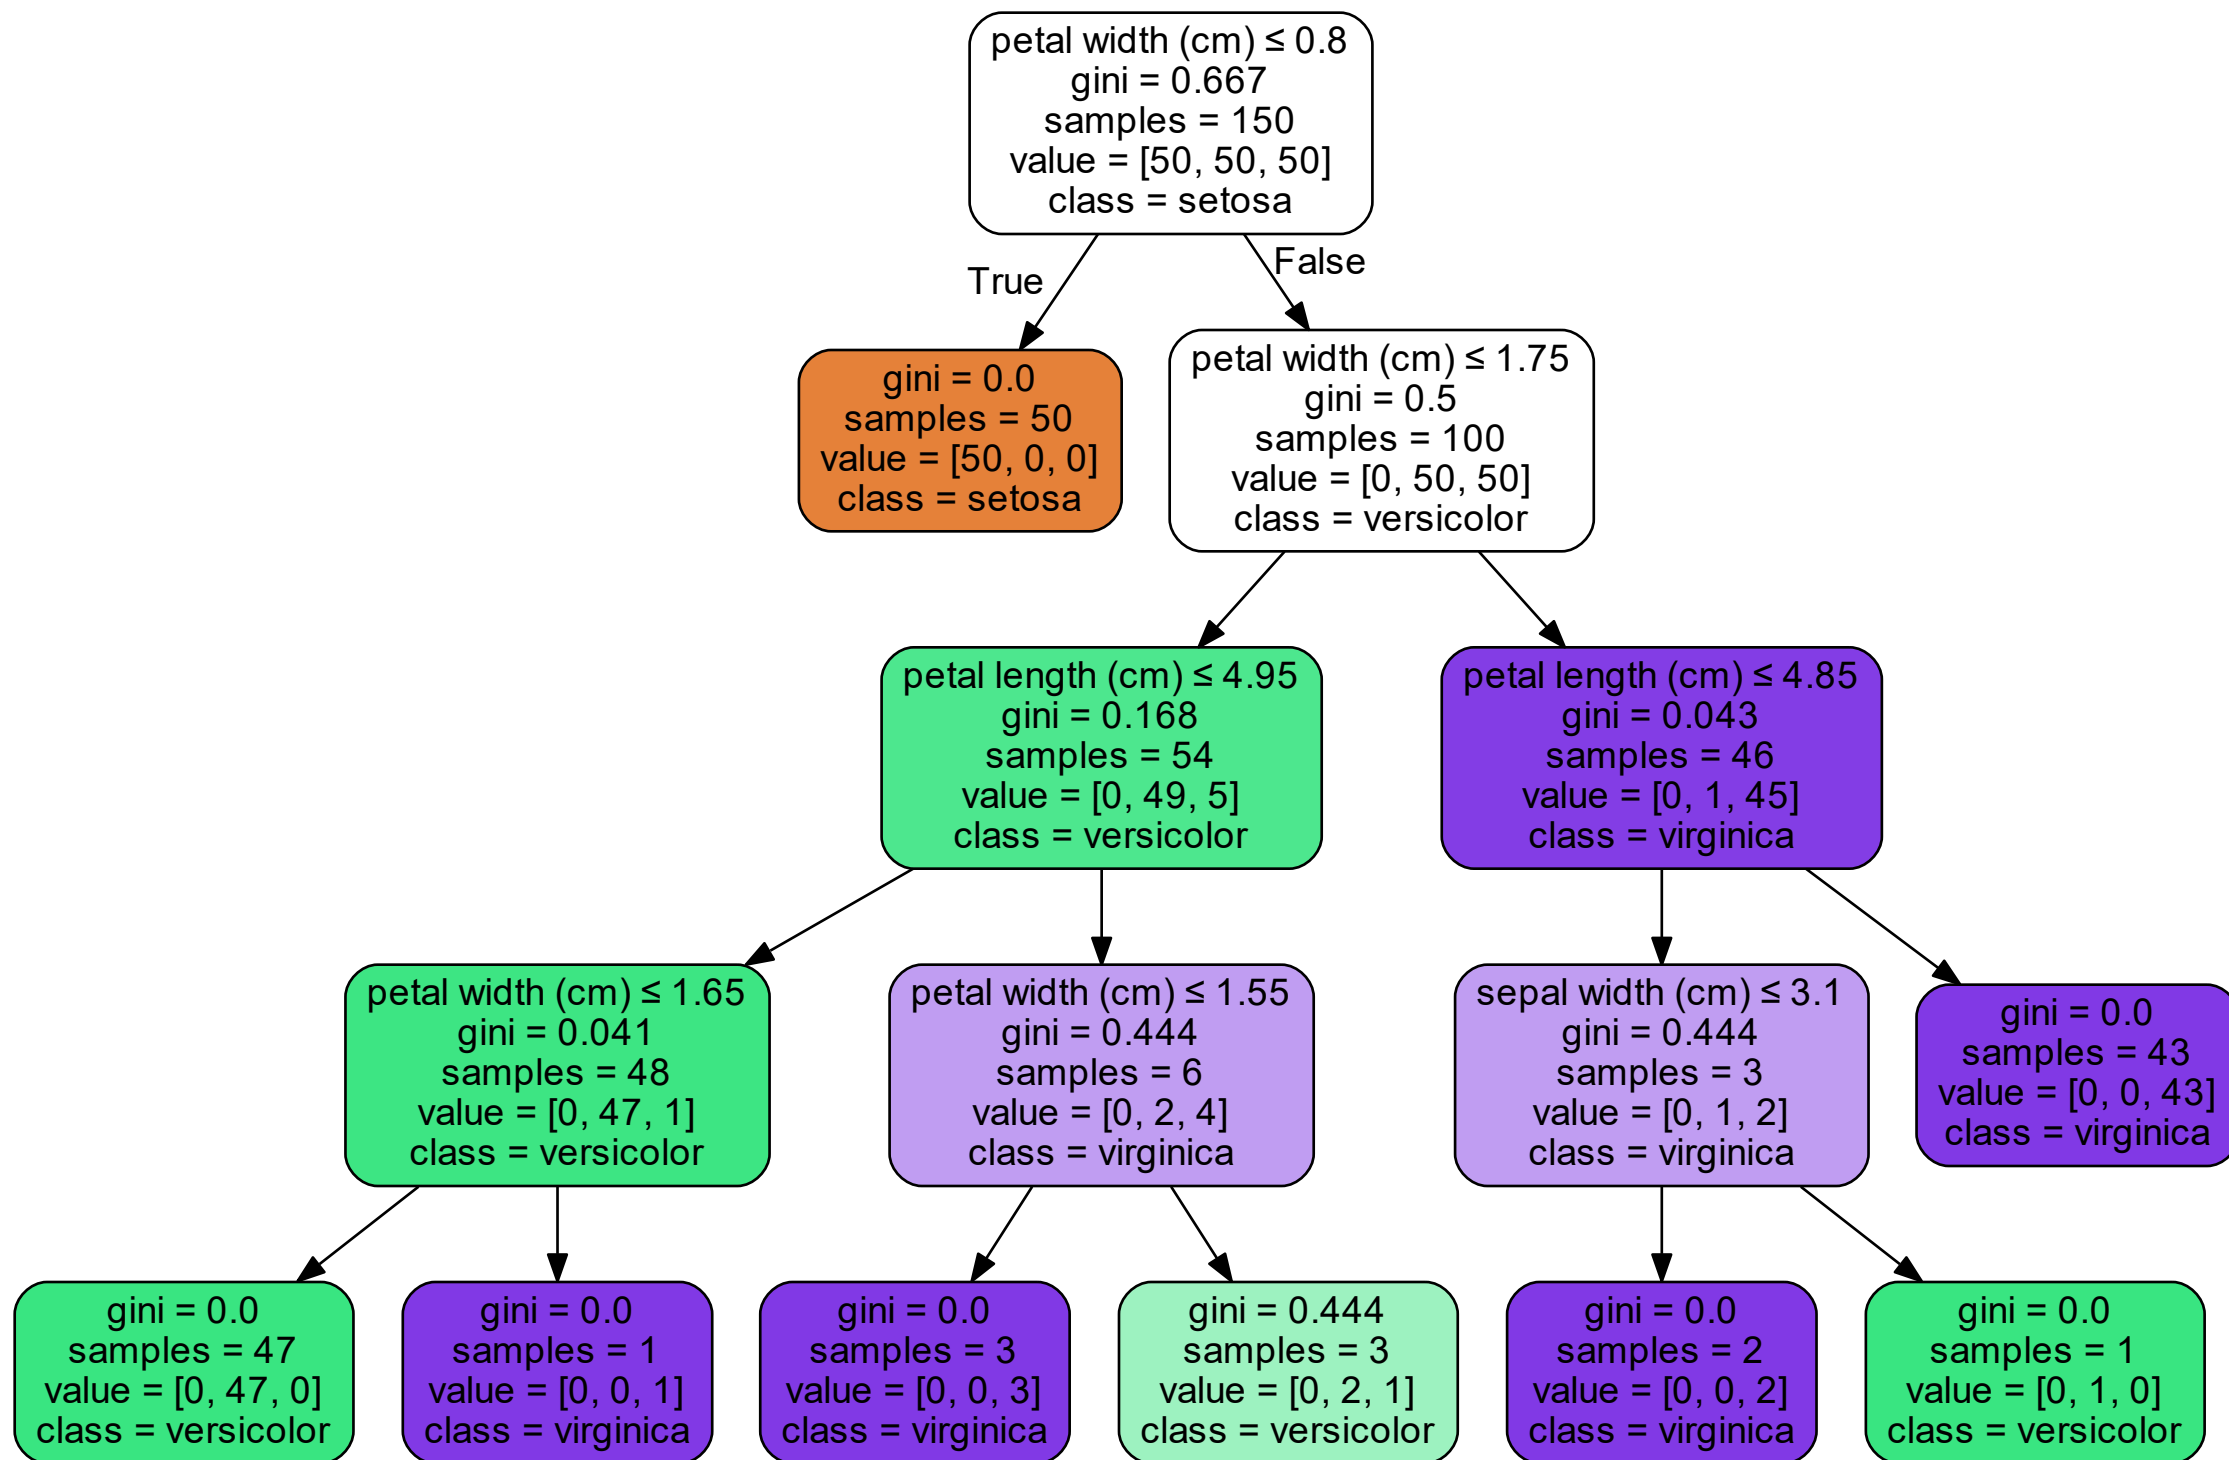 petal width (cm) ≤ 0.8
gini = 0.667
samples = 150
value = [50, 50, 50]
class = setosa
True
False
gini = 0.0
samples = 50
value = [50, 0, 0]
class = setosa
petal width (cm) ≤ 1.75
gini = 0.5
samples = 100
value = [0, 50, 50]
class = versicolor
petal length (cm) ≤ 4.95
gini = 0.168
samples = 54
value = [0, 49, 5]
class = versicolor
petal length (cm) ≤ 4.85
gini = 0.043
samples = 46
value = [0, 1, 45]
class = virginica
petal width (cm) ≤ 1.65
gini = 0.041
samples = 48
value = [0, 47, 1]
class = versicolor
petal width (cm) ≤ 1.55
gini = 0.444
samples = 6
value = [0, 2, 4]
class = virginica
sepal width (cm) ≤ 3.1
gini = 0.444
samples = 3
value = [0, 1, 2]
class = virginica
gini = 0.0
samples = 43
value = [0, 0, 43]
class = virginica
gini = 0.0
samples = 47
value = [0, 47, 0]
class = versicolor
gini = 0.0
samples = 1
value = [0, 0, 1]
class = virginica
gini = 0.0
samples = 3
value = [0, 0, 3]
class = virginica
gini = 0.444
samples = 3
value = [0, 2, 1]
class = versicolor
gini = 0.0
samples = 2
value = [0, 0, 2]
class = virginica
gini = 0.0
samples = 1
value = [0, 1, 0]
class = versicolor